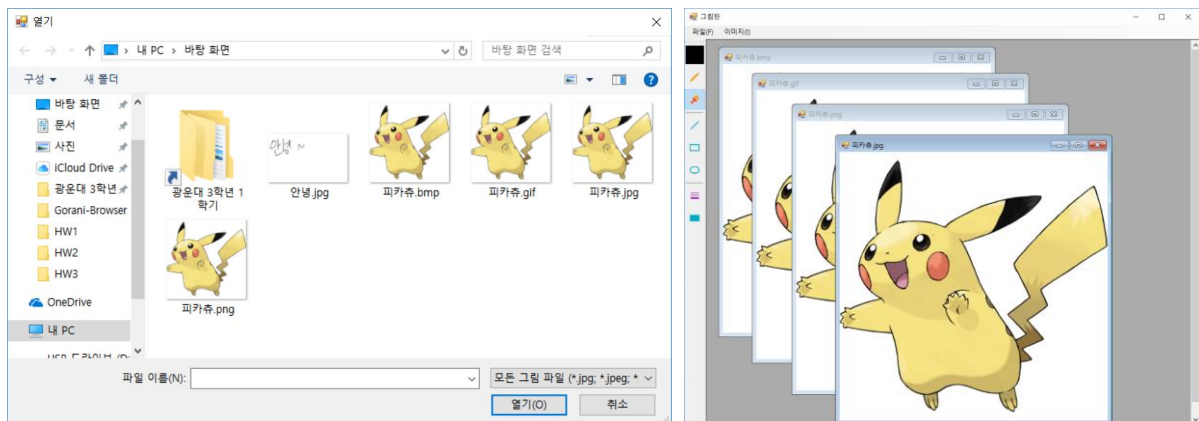 열기
내 PC › 바탕 화면
바탕 화면 검색
구성
새 폴더
바탕 화면
문서
사진
iCloud Drive
광운대 3학년
Gorani-Browser
HW1
HW2
HW3
OneDrive
내 PC
광운대 3학년 1
학기
안녕 ~
안녕.jpg
피카츄.bmp
피카츄.gif
피카츄.jpg
피카츄.png
파일 이름(N):
모든 그림 파일 (*.jpg; *.jpeg; *
열기(O)
취소
그림판
파일(F) 이미지(I)
피카츄.bmp
피카츄.gif
피카츄.png
피카츄.jpg